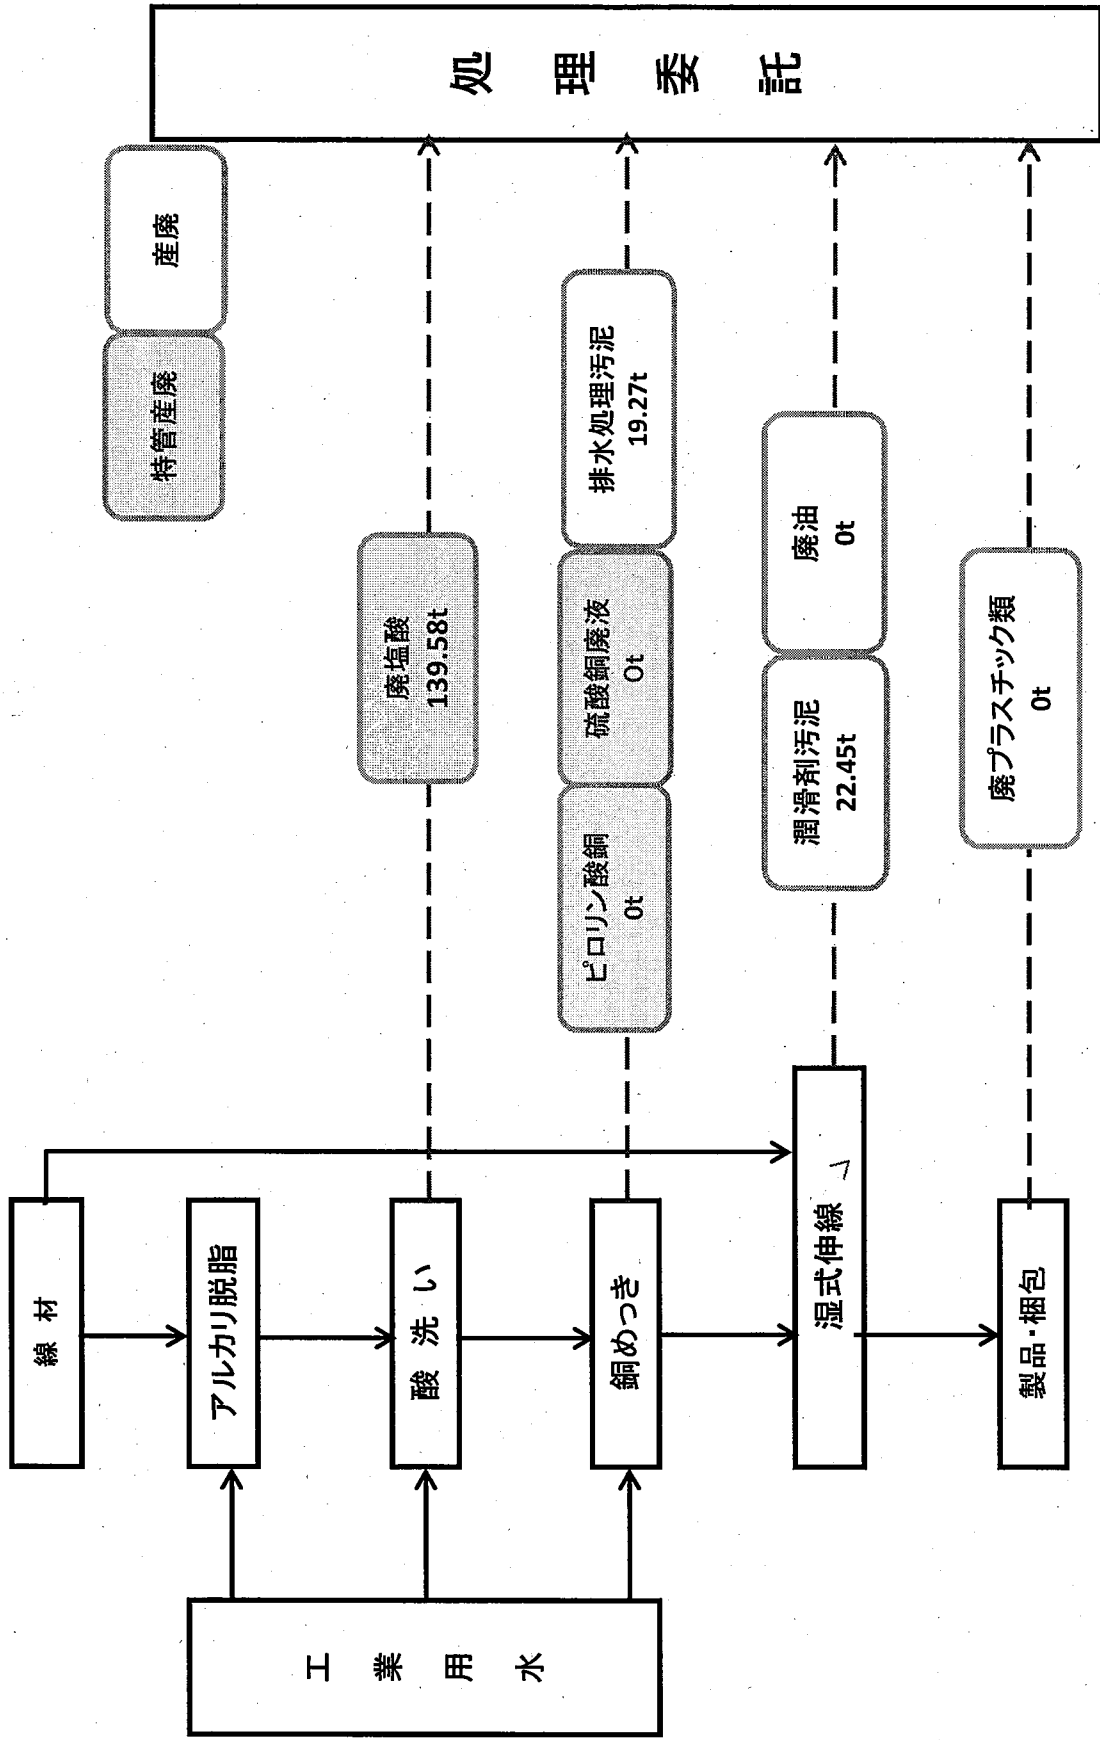 処理委託
特管産廃
産廃
線材
アルカリ脱脂
酸洗い
廃塩酸
139.58t
銅めっき
ピロリン酸銅
0t
硫酸銅廃液
0t
排水処理汚泥
19.27t
湿式伸線
潤滑剤汚泥
22.45t
廃油
0t
製品・梱包
廃プラスチック類
0t
工業用水